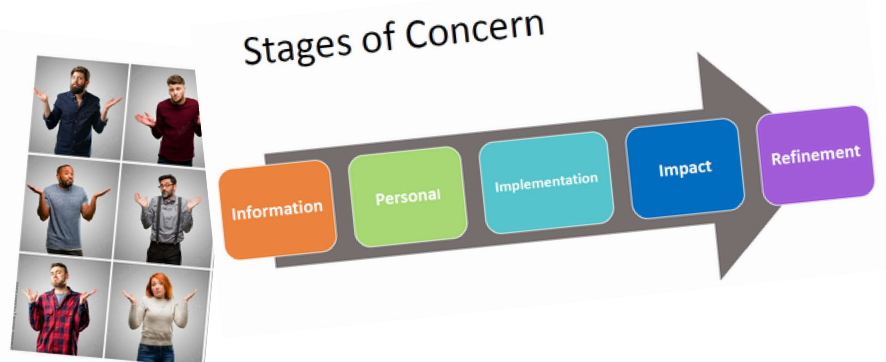 Stages of Concern
Information
Personal
Implementation
Impact
Refinement